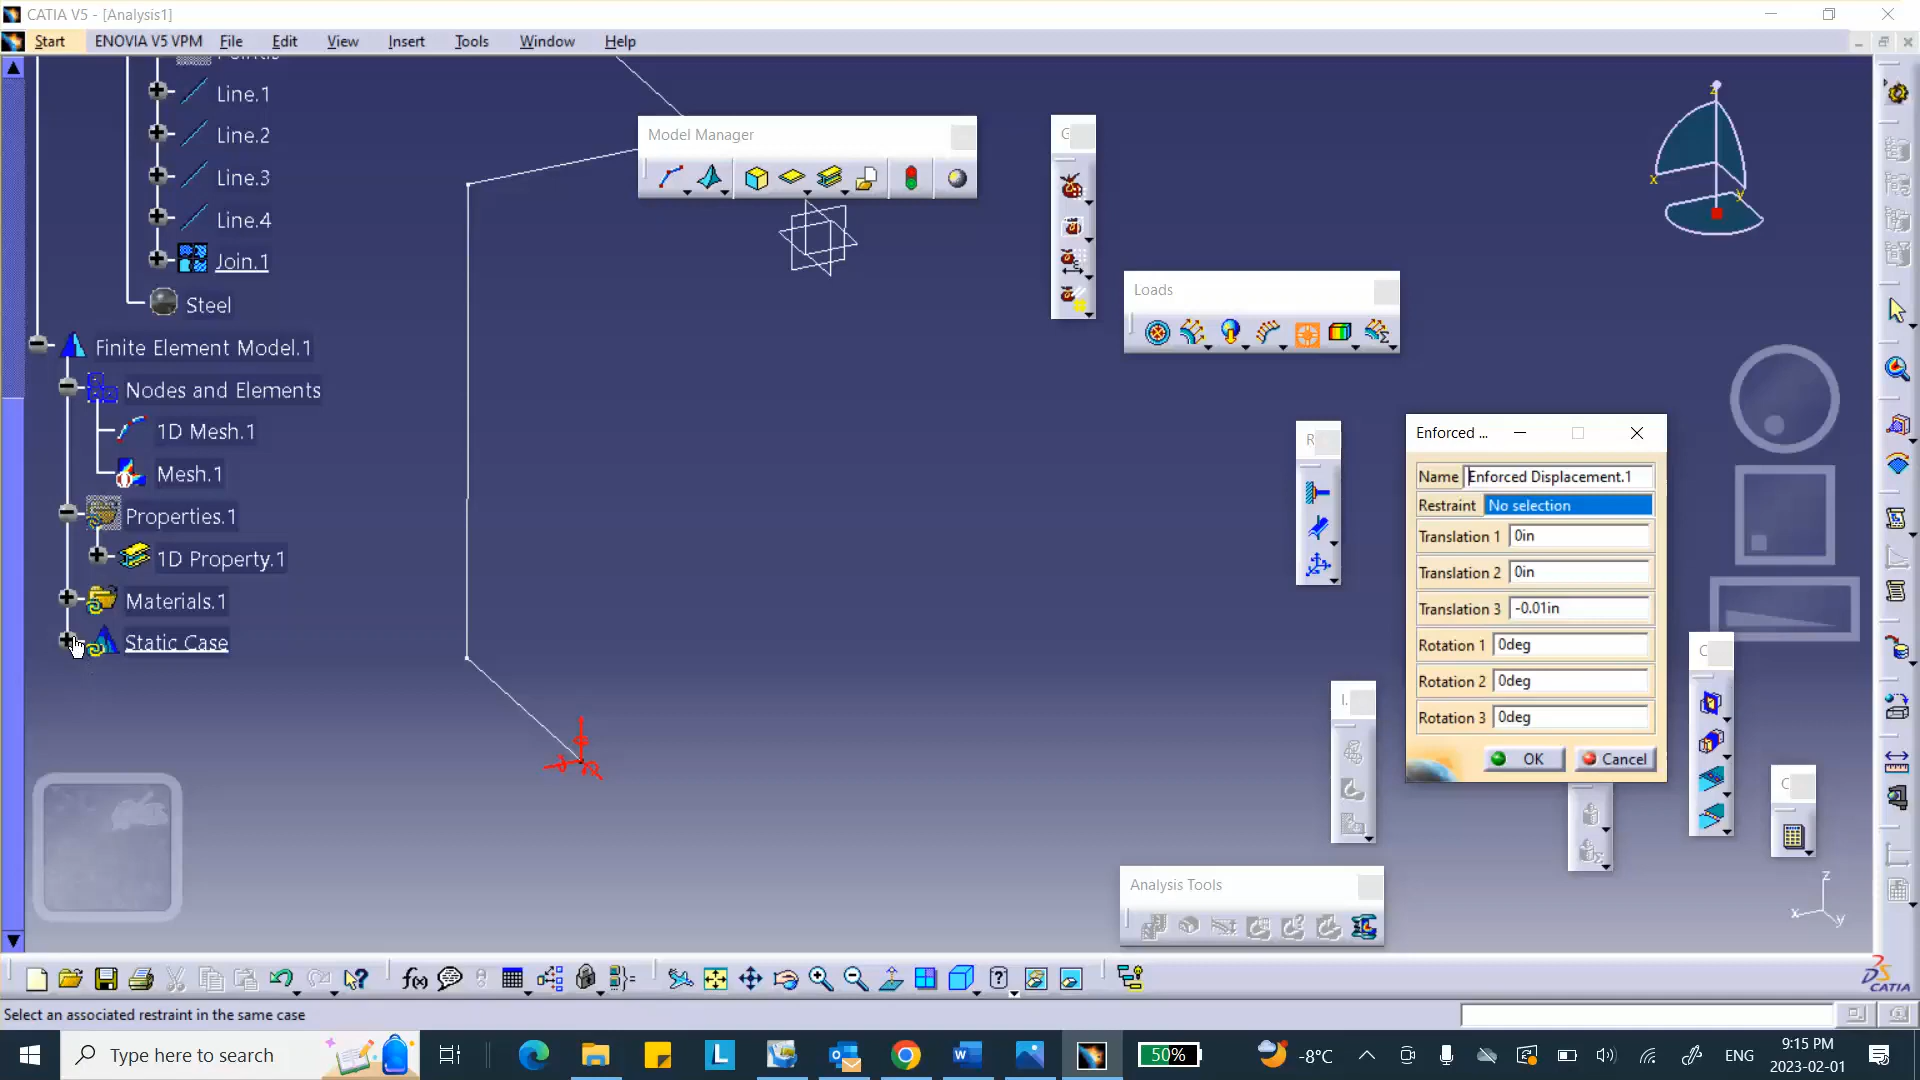 CATIA V5 - [Analysis1]
Start ENOVIA V5 VPM File Edit View Insert Tools Window Help
Line.1
Line.2
Line.3
Line.4
Join.1
Steel
Finite Element Model.1
Nodes and Elements
1D Mesh.1
Mesh.1
Properties.1
1D Property.1
Materials.1
Static Case
Model Manager
Loads
R
Enforced ...
Name Enforced Displacement.1
Restraint No selection
Translation 1 0in
Translation 2 0in
Translation 3 -0.01in
Rotation 1 0deg
Rotation 2 0deg
Rotation 3 0deg
OK Cancel
Analysis Tools
z
x
y
z
x
y
f(x)
CATIA
Select an associated restraint in the same case
Type here to search
50%
-8°C
ENG
9:15 PM
2023-02-01